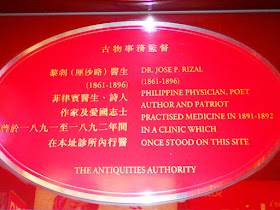 古物事務監督
黎剎（厘沙路）醫生
(1861-1896)
菲律賓醫生、詩人
作家及愛國志士
曾於一八九一至一八九二年間
在本址診所內行醫
DR. JOSE P. RIZAL
(1861-1896)
PHILIPPINE PHYSICIAN, POET
AUTHOR AND PATRIOT
PRACTISED MEDICINE IN 1891-1892
IN A CLINIC WHICH
ONCE STOOD ON THIS SITE
THE ANTIQUITIES AUTHORITY